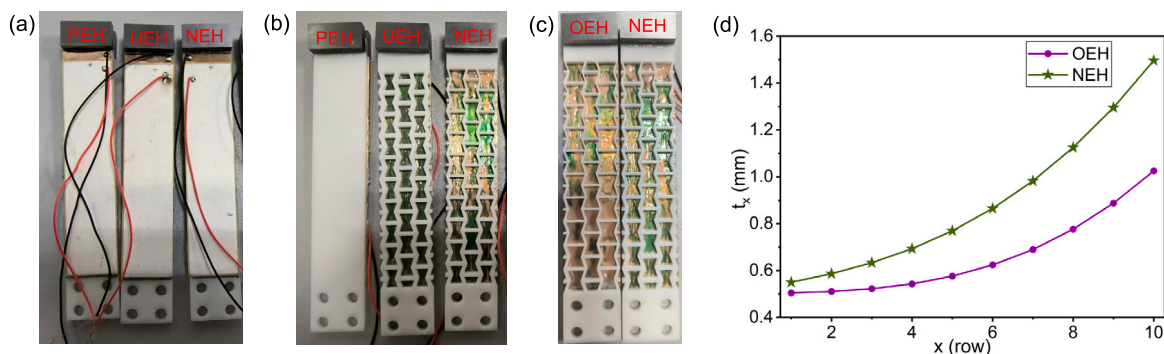 (a)
PEH
UEH
NEH
(b)
PEH
UEH
NEH
(c)
OEH
NEH
(d)
1.6
1.4
1.2
1.0
0.8
0.6
0.4
tx (mm)
OEH
NEH
2
4
6
8
10
x (row)